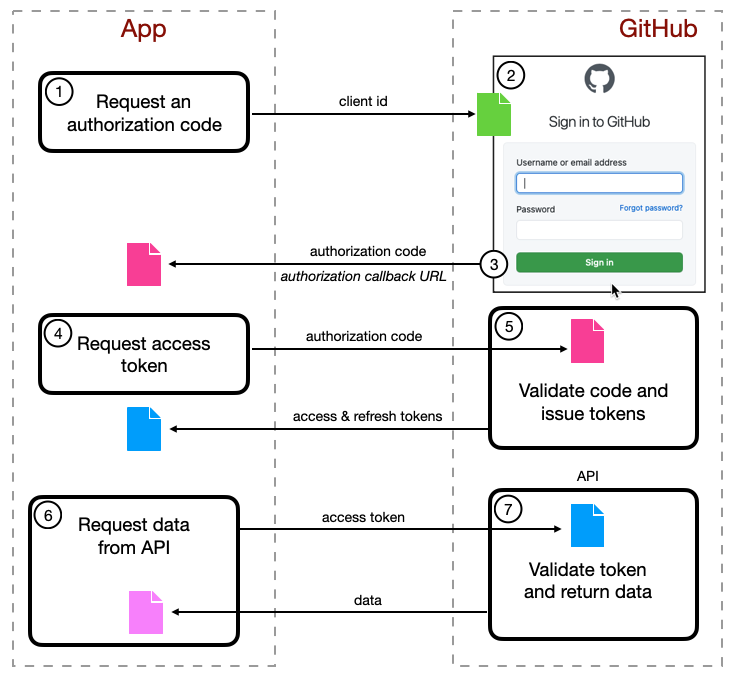 App
GitHub
1
Request an
authorization code
client id
2
Sign in to GitHub
Username or email address
Password
Forgot password?
Sign in
authorization code
3
authorization callback URL
4
Request access
token
authorization code
5
Validate code and
issue tokens
access & refresh tokens
API
6
Request data
from API
access token
7
Validate token
and return data
data